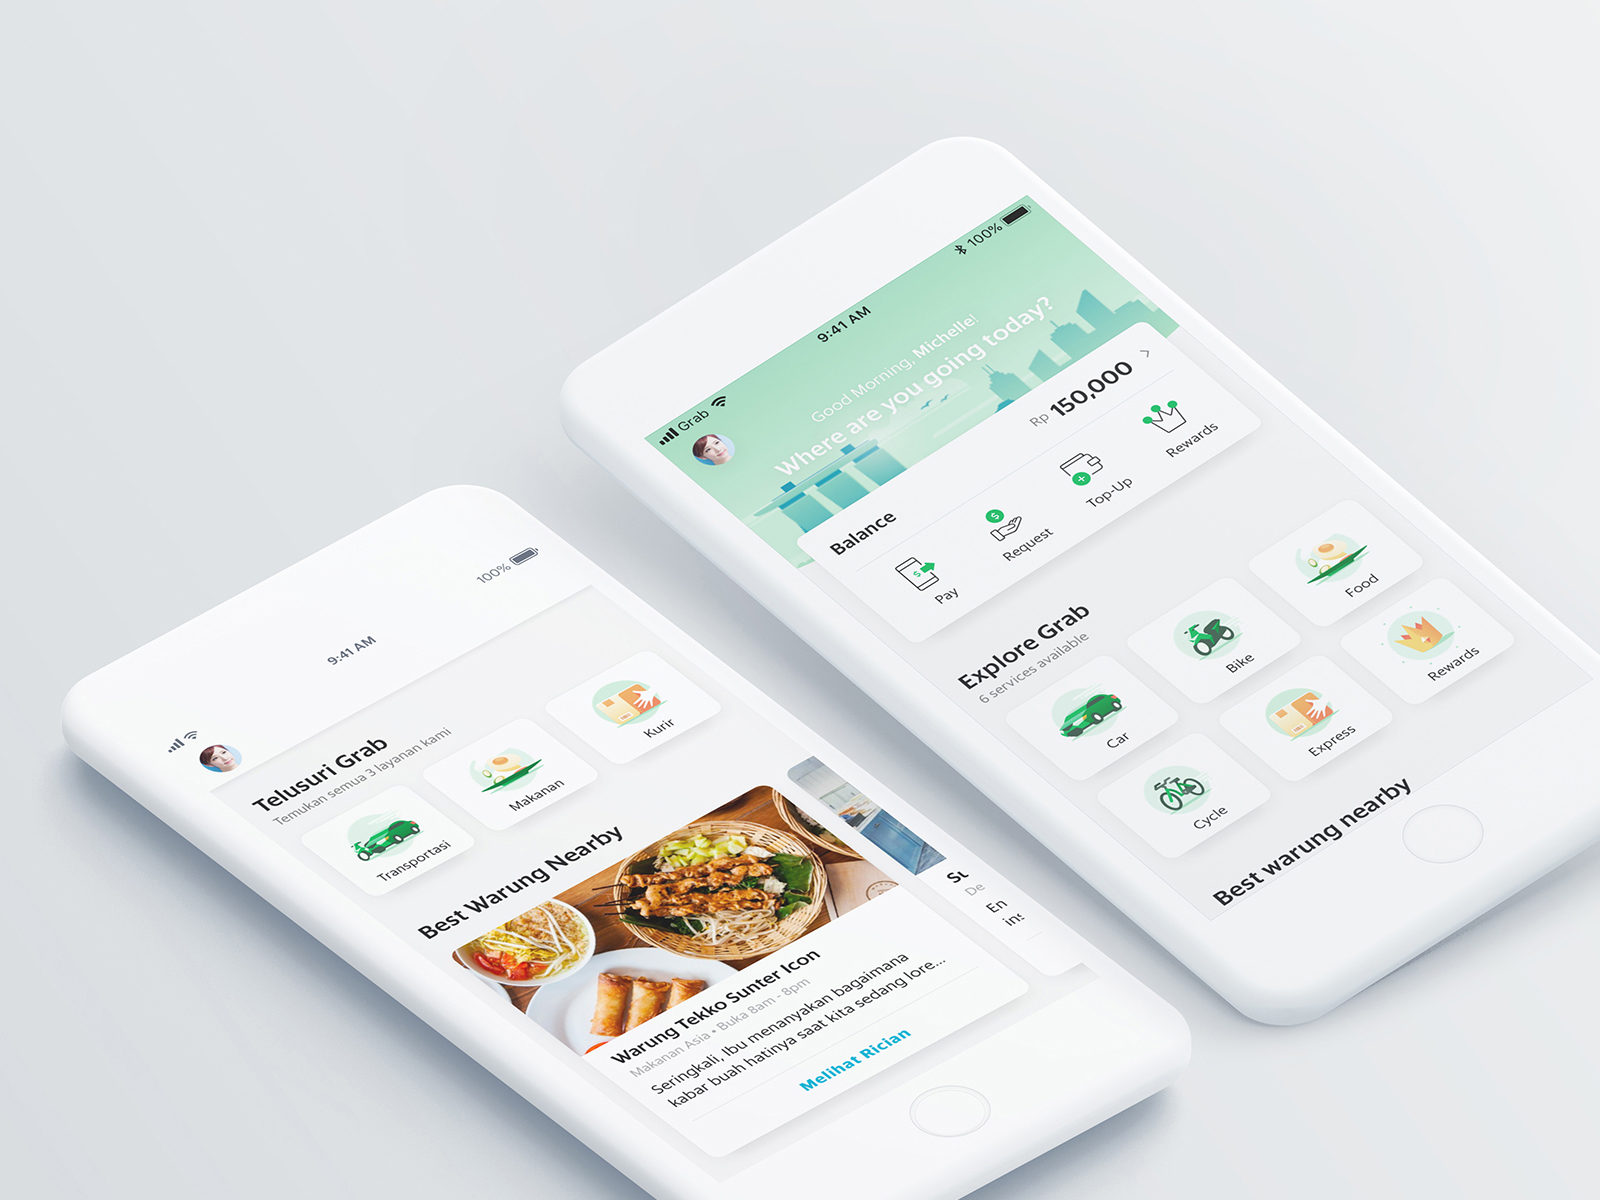 100%
9:41 AM
Telusuri Grab
Temukan semua 3 layanan kami
Transportasi
Makanan
Kurir
Best Warung Nearby
Warung Tekko Sunter Icon
Makanan Asia • Buka 8am - 8pm
Seringkali, Ibu menanyakan bagaimana
kabar buah hatinya saat kita sedang lore...
Melihat Rician
De
En
Grab
9:41 AM
100%
Good Morning, Michelle!
Where are you going today?
Balance
Rp 150,000
Pay
Request
Top-Up
Rewards
Explore Grab
6 services available
Car
Bike
Food
Cycle
Express
Rewards
Best warung nearby